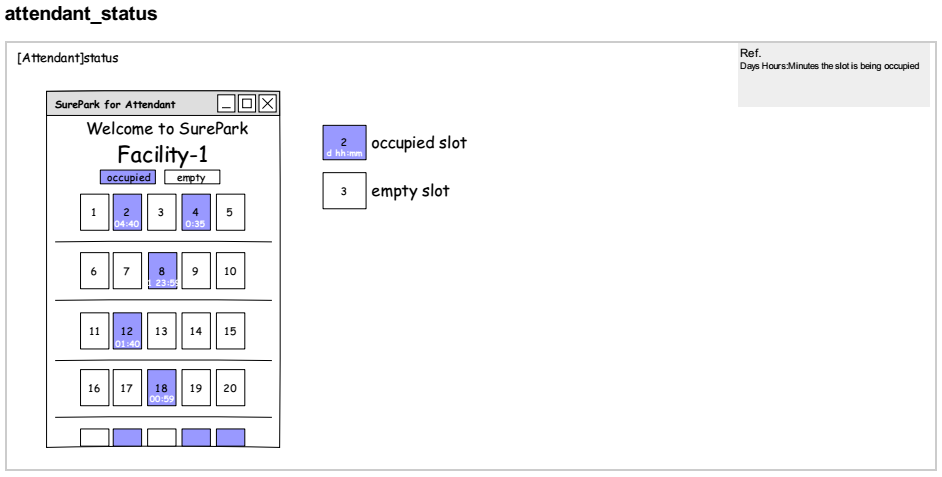 attendant_status
[Attendant]status
Ref.
Days Hours:Minutes the slot is being occupied
SurePark for Attendant
Welcome to SurePark
Facility-1
occupied empty
1 2 3 4 5
04:40 0:35
6 7 8 9 10
23:5
11 12 13 14 15
01:40
16 17 18 19 20
00:59
2 occupied slot
d hh:mm
3 empty slot